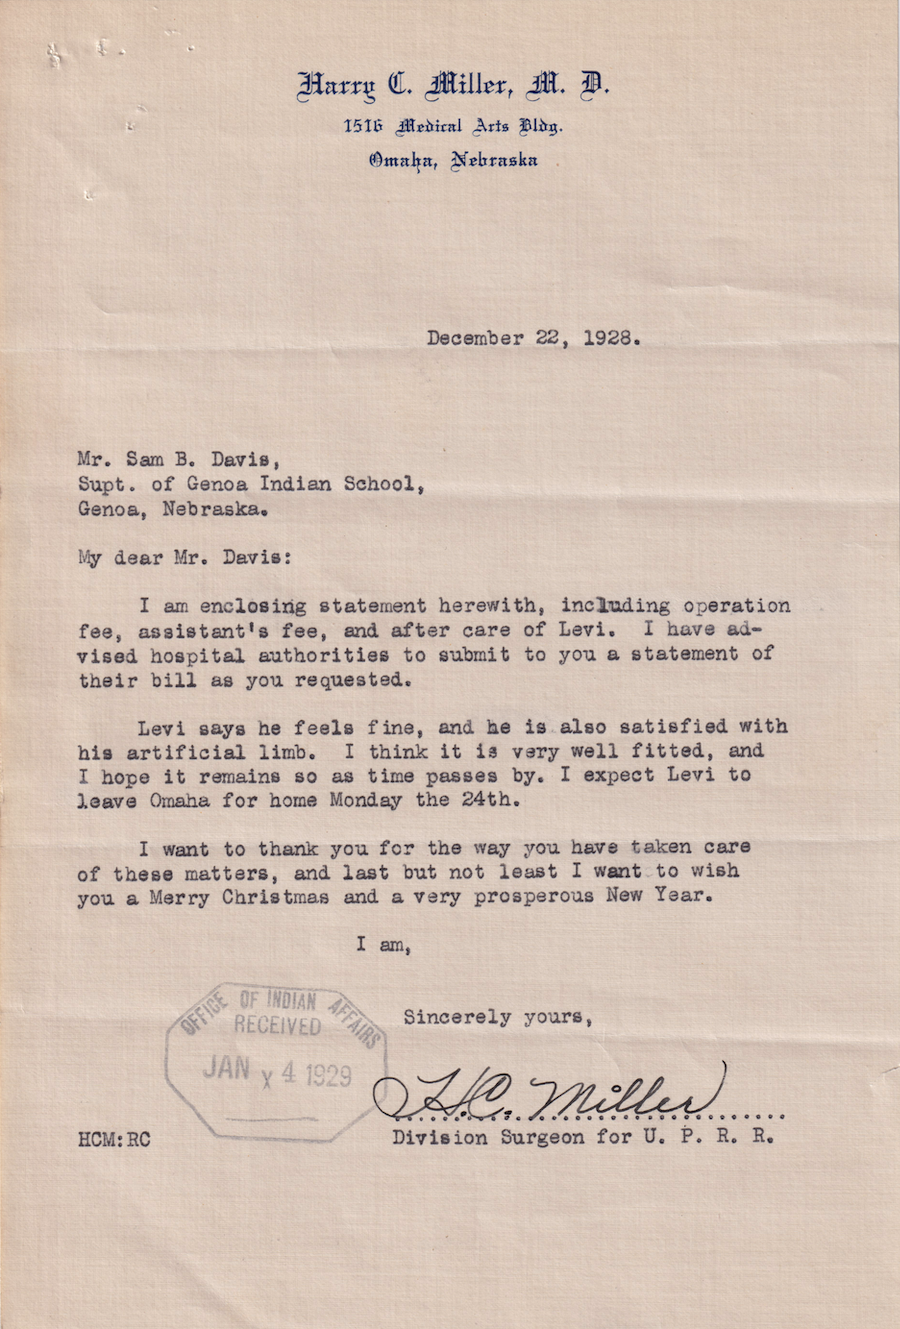 Harry C. Miller, M. D.
1516 Medical Arts Bldg.
Omaha, Nebraska
December 22, 1928.
Mr. Sam B. Davis,
Supt. of Genoa Indian School,
Genoa, Nebraska.
My dear Mr. Davis:
I am enclosing statement herewith, including operation
fee, assistant's fee, and after care of Levi. I have ad-
vised hospital authorities to submit to you a statement of
their bill as you requested.
Levi says he feels fine, and he is also satisfied with
his artificial limb. I think it is very well fitted, and
I hope it remains so as time passes by. I expect Levi to
leave Omaha for home Monday the 24th.
I want to thank you for the way you have taken care
of these matters, and last but not least I want to wish
you a Merry Christmas and a very prosperous New Year.
I am,
Sincerely yours,
OFFICE OF INDIAN AFFAIRS
RECEIVED
JAN 4 1929
H.C. Miller
HCM:RC
Division Surgeon for U. P. R. R.